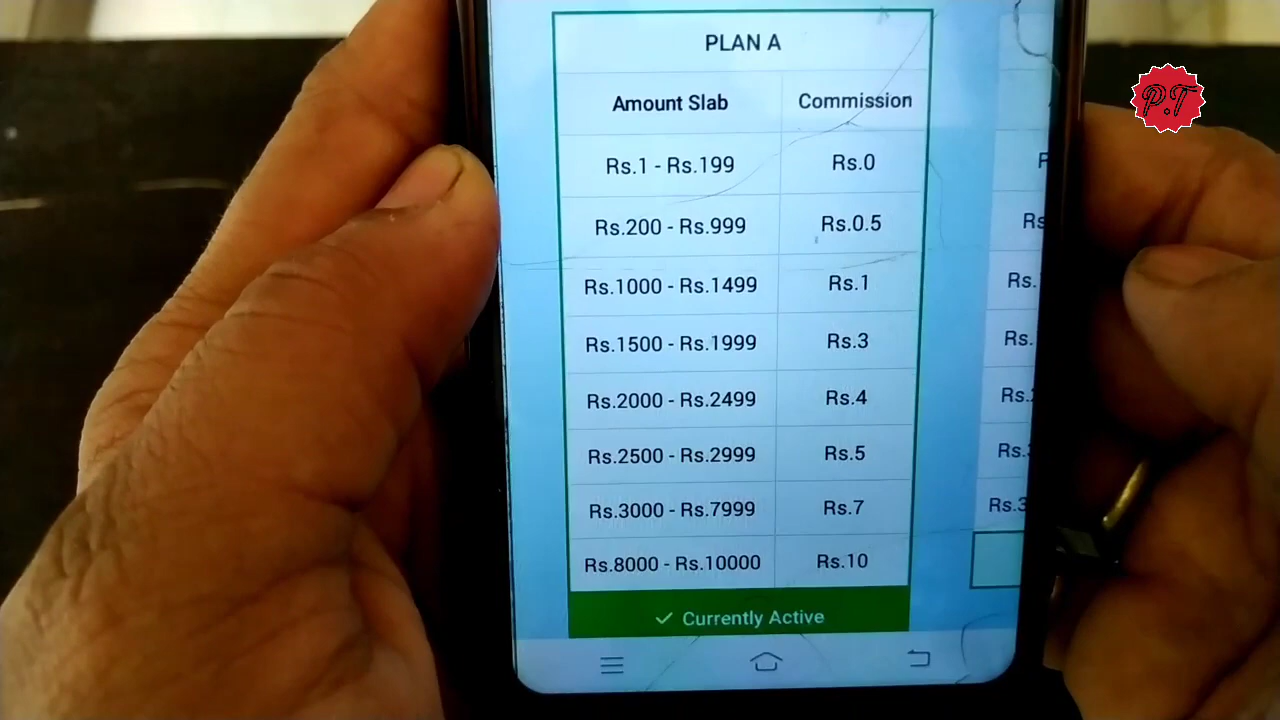 PLAN A
Amount Slab Commission
Rs.1 - Rs.199 Rs.0
Rs.200 - Rs.999 Rs.0.5
Rs.1000 - Rs.1499 Rs.1
Rs.1500 - Rs.1999 Rs.3
Rs.2000 - Rs.2499 Rs.4
Rs.2500 - Rs.2999 Rs.5
Rs.3000 - Rs.7999 Rs.7
Rs.8000 - Rs.10000 Rs.10
Currently Active
P.T